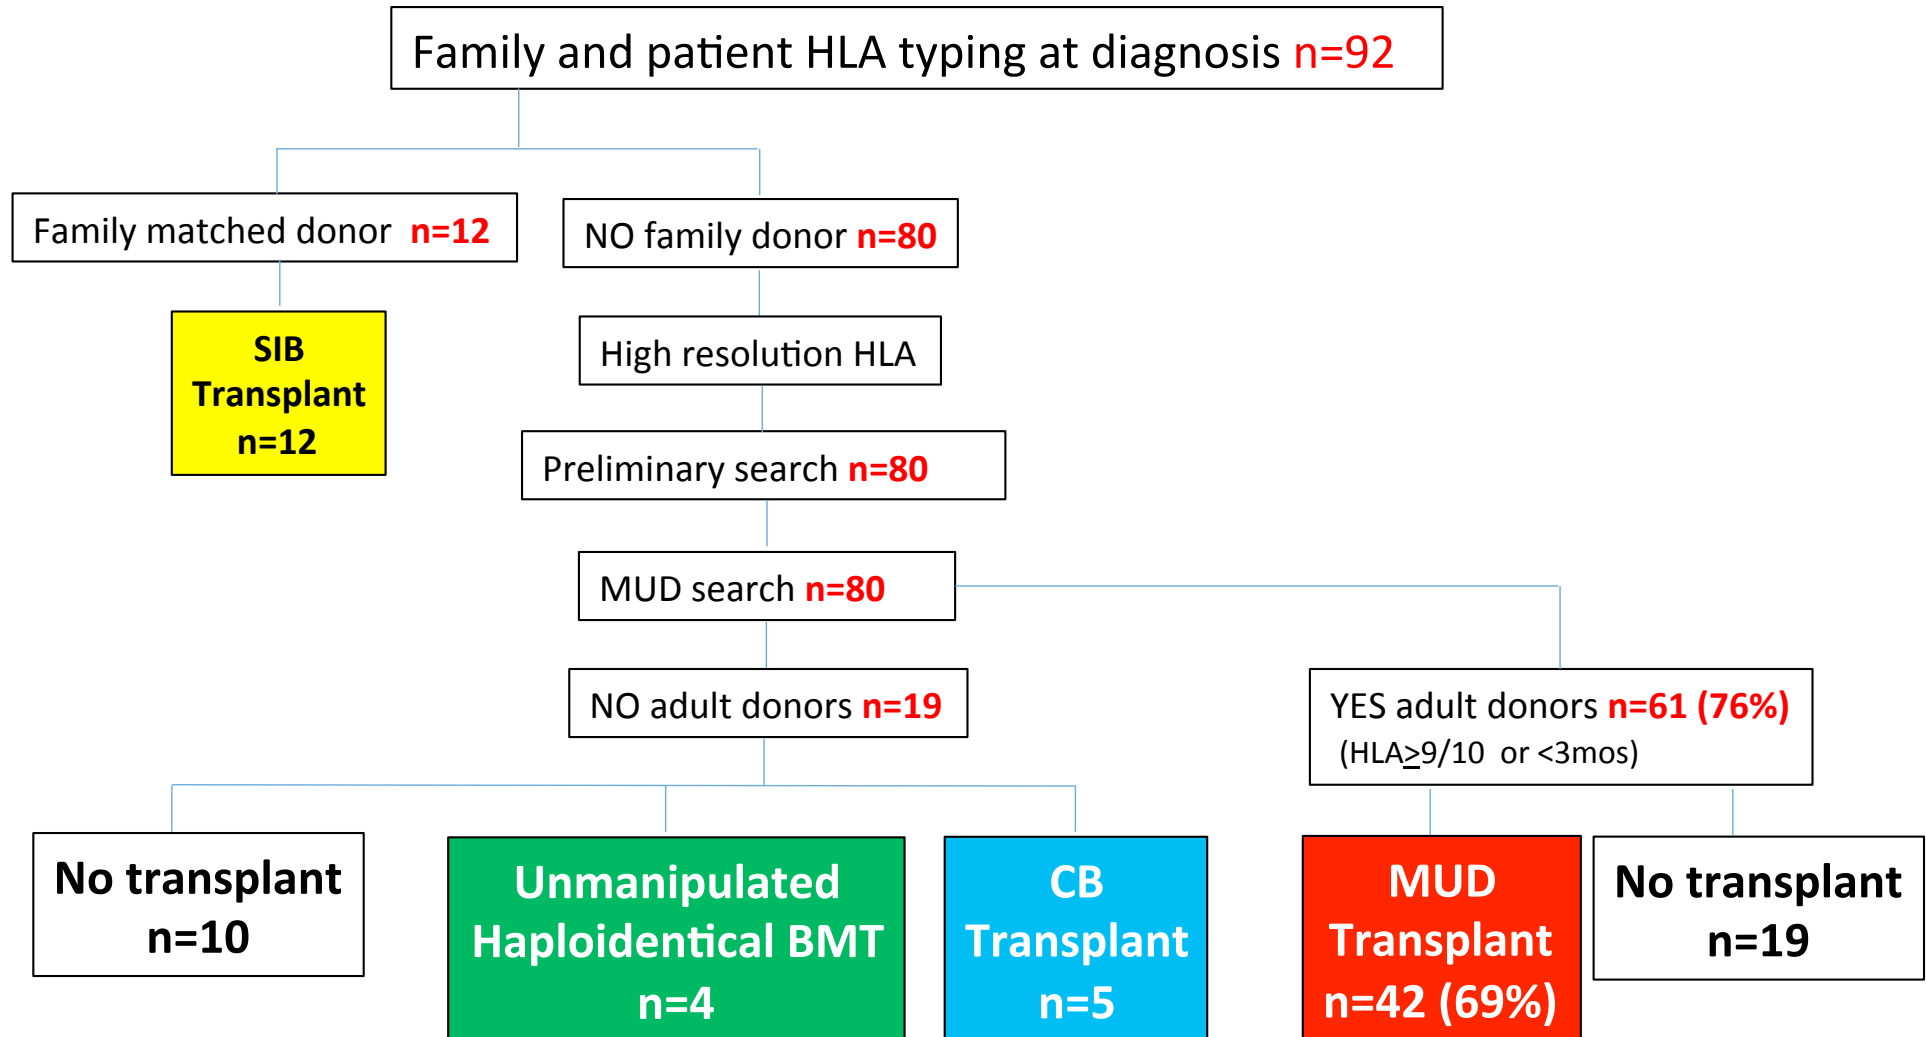 Family and patient HLA typing at diagnosis n=92
Family matched donor n=12
NO family donor n=80
SIB
Transplant
n=12
High resolution HLA
Preliminary search n=80
MUD search n=80
NO adult donors n=19
YES adult donors n=61 (76%)
(HLA≥9/10 or <3mos)
No transplant
n=10
Unmanipulated
Haploidentical BMT
n=4
CB
Transplant
n=5
MUD
Transplant
n=42 (69%)
No transplant
n=19